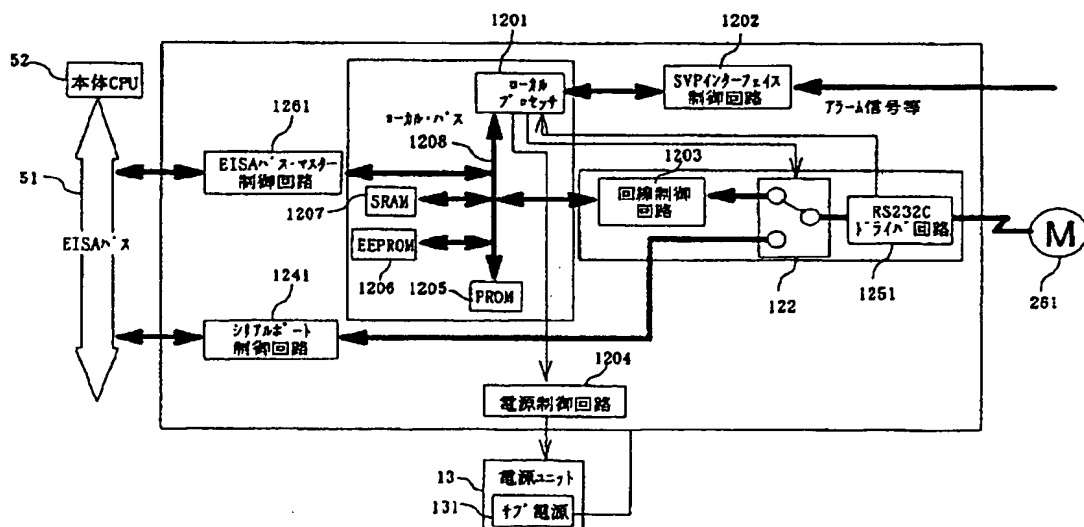 1201
1202
52
本体CPU
ローカル
プロセッサ
SVPインターフェイス
制御回路
アラーム信号等
1261
ローカル・バス
1208
1203
51
EISAバス・マスター
制御回路
回線制御
回路
1207
SRAM
RS232C
ドライバ回路
M
EISAバス
EEPROM
1241
1206
1205
PROM
122
1251
261
シリアルポート
制御回路
1204
電源制御回路
13
電源ユニット
131
サブ電源